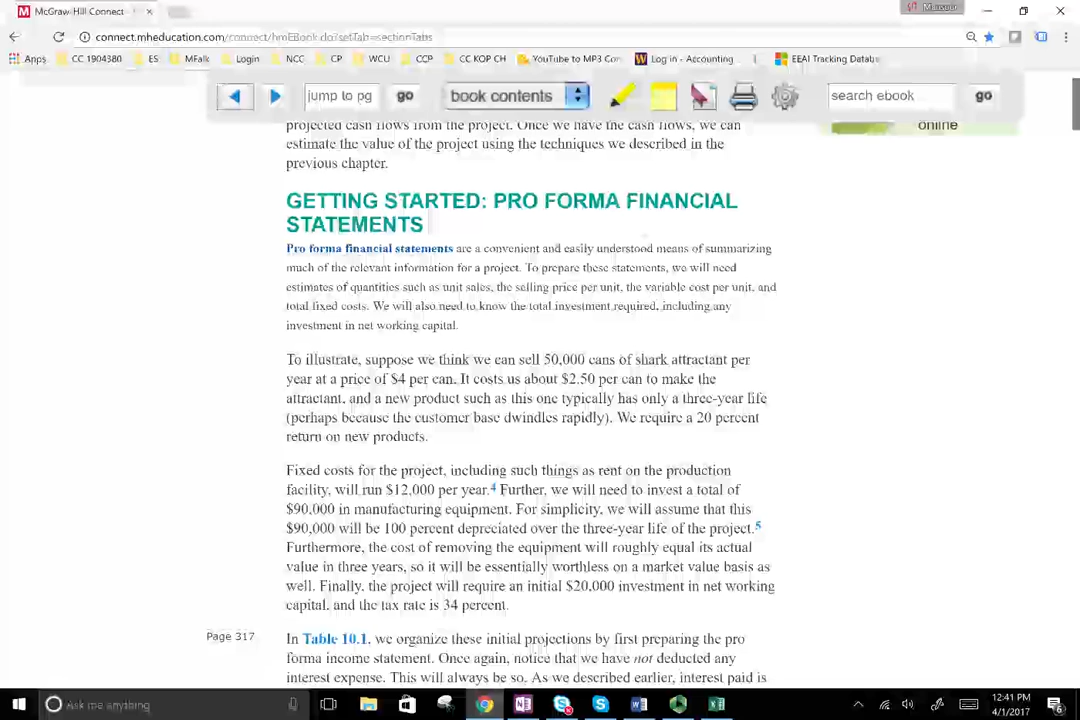 McGraw-Hill Connect
connect.mheducation.com/connect/hmEBook.do?setTab=sectionTabs
Apps CC 1904380 ES MFalk Login NCC CP WCU CCP CC KOP CH YouTube to MP3 Con Log in - Accounting EEAI Tracking Databa
jump to pg go book contents search ebook go
projected cash flows from the project. Once we have the cash flows, we can
online
estimate the value of the project using the techniques we described in the
previous chapter.
GETTING STARTED: PRO FORMA FINANCIAL
STATEMENTS
Pro forma financial statements are a convenient and easily understood means of summarizing
much of the relevant information for a project. To prepare these statements, we will need
estimates of quantities such as unit sales, the selling price per unit, the variable cost per unit, and
total fixed costs. We will also need to know the total investment required, including any
investment in net working capital.
To illustrate, suppose we think we can sell 50,000 cans of shark attractant per
year at a price of $4 per can. It costs us about $2.50 per can to make the
attractant, and a new product such as this one typically has only a three-year life
(perhaps because the customer base dwindles rapidly). We require a 20 percent
return on new products.
Fixed costs for the project, including such things as rent on the production
facility, will run $12,000 per year.4 Further, we will need to invest a total of
$90,000 in manufacturing equipment. For simplicity, we will assume that this
$90,000 will be 100 percent depreciated over the three-year life of the project.5
Furthermore, the cost of removing the equipment will roughly equal its actual
value in three years, so it will be essentially worthless on a market value basis as
well. Finally, the project will require an initial $20,000 investment in net working
capital, and the tax rate is 34 percent.
Page 317
In Table 10.1, we organize these initial projections by first preparing the pro
forma income statement. Once again, notice that we have not deducted any
interest expense. This will always be so. As we described earlier, interest paid is
Ask me anything
12:41 PM
4/1/2017
6